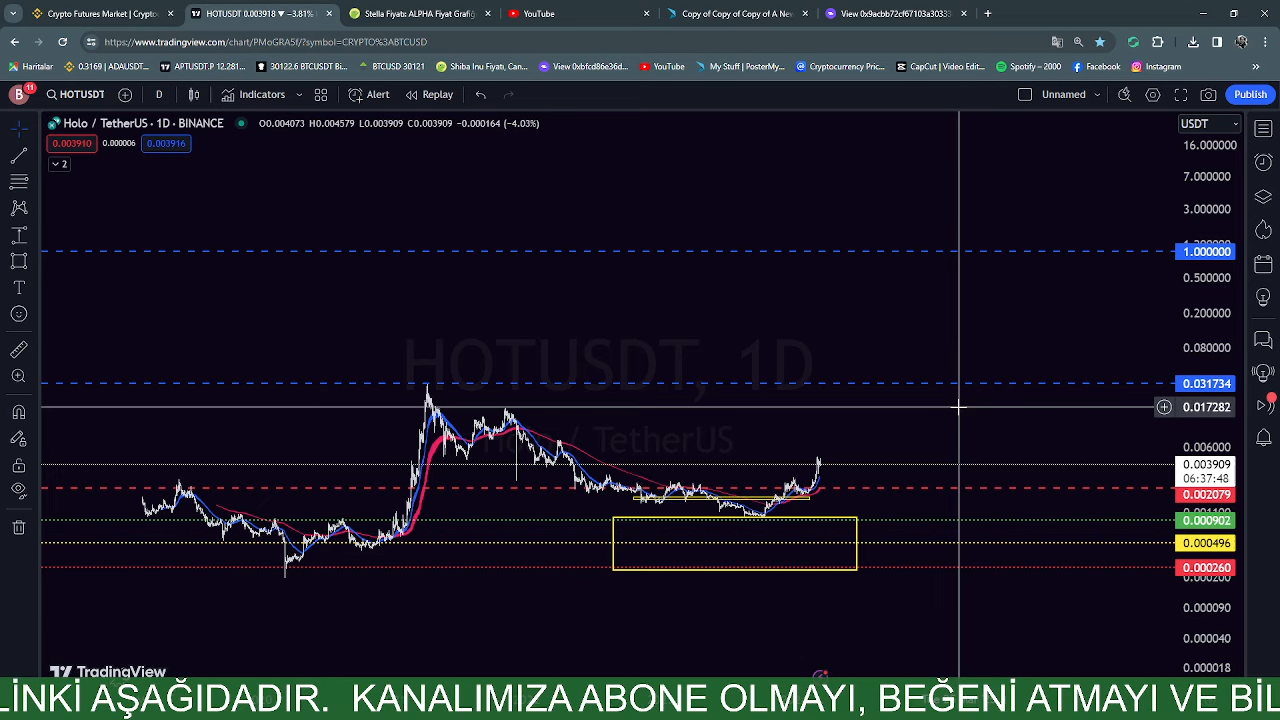 Crypto Futures Market | Crypto
HOTUSDT 0.003918 ▼ −3.81%
Stella Fiyatı: ALPHA Fiyat Grafiğ
YouTube
Copy of Copy of Copy of A New
View 0x9acbb72cf67103a30333
https://www.tradingview.com/chart/PMoGRASf/?symbol=CRYPTO%3ABTCUSD
Haritalar
0.3169 | ADAUSDT...
APTUSDT.P 12.281...
30122.6 BTCUSDT Bi...
BTCUSD 30121
Shiba Inu Fiyatı, Can...
View 0xbfcd86e36d...
YouTube
My Stuff | PosterMy...
Cryptocurrency Pric...
CapCut | Video Edit...
Spotify – 2000
Facebook
Instagram
B 11
HOTUSDT
D
Indicators
Alert
Replay
Unnamed
Publish
Holo / TetherUS · 1D · BINANCE O0.004073 H0.004579 L0.003909 C0.003909 −0.000164 (−4.03%)
USDT
0.003910 0.000006 0.003916
2
16.000000
7.000000
3.000000
1.000000
0.500000
0.200000
HOTUSDT, 1D
0.080000
0.031734
0.017282
Holo / TetherUS
0.006000
0.003909
06:37:48
0.002079
0.000902
0.000496
0.000260
0.000200
0.000090
0.000040
0.000018
TradingView
LİNKİ AŞAĞIDADIR. KANALIMIZA ABONE OLMAYI, BEĞENİ ATMAYI VE BİL